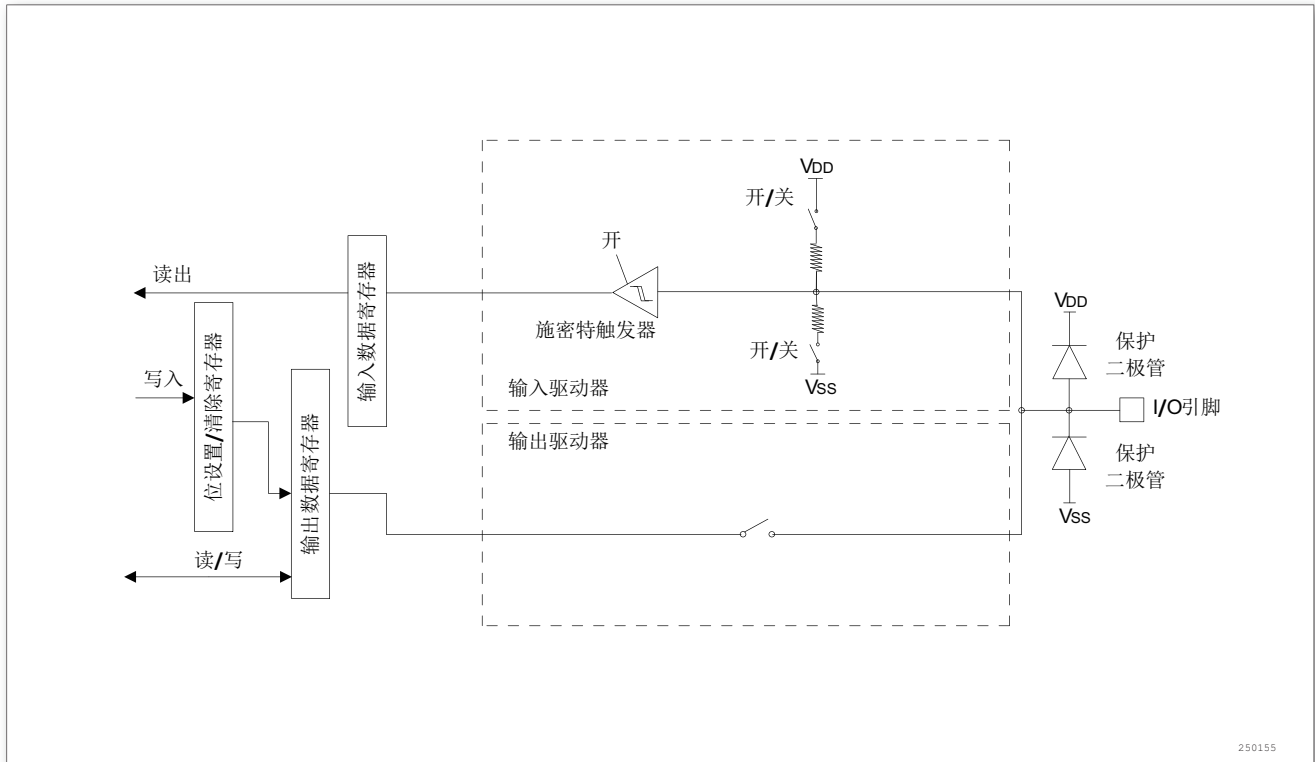 VDD
开/关
开
读出
输入数据寄存器
施密特触发器
开/关
VSS
输入驱动器
VDD
保护
二极管
I/O引脚
写入
位设置/清除寄存器
输出数据寄存器
输出驱动器
保护
二极管
VSS
读/写
250155